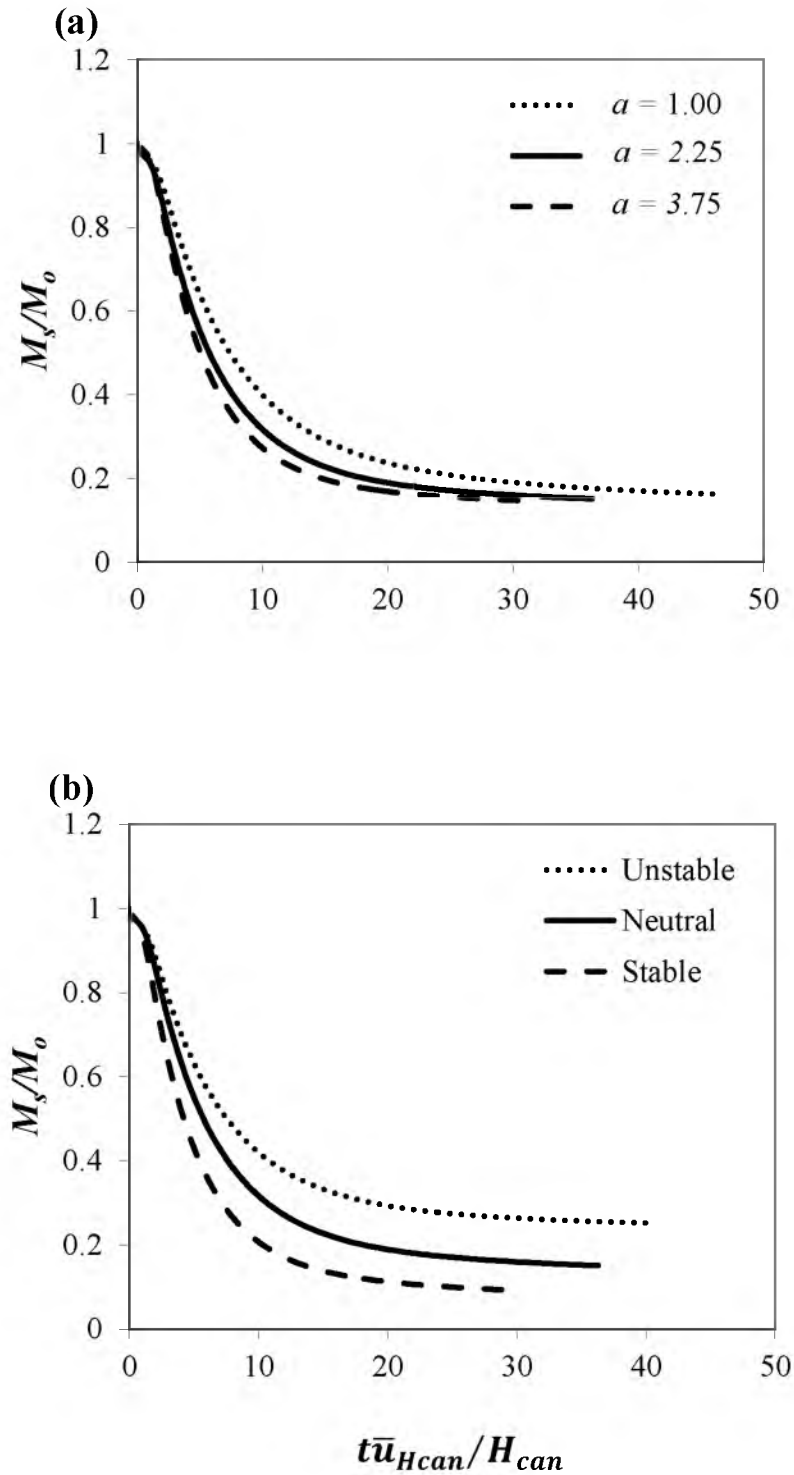 (a)
1.2
1
0.8
0.6
0.4
0.2
0
M_s/M_o
a = 1.00
a = 2.25
a = 3.75
0 10 20 30 40 50
(b)
1.2
1
0.8
0.6
0.4
0.2
0
M_s/M_o
Unstable
Neutral
Stable
0 10 20 30 40 50
tū_Hcan/H_can